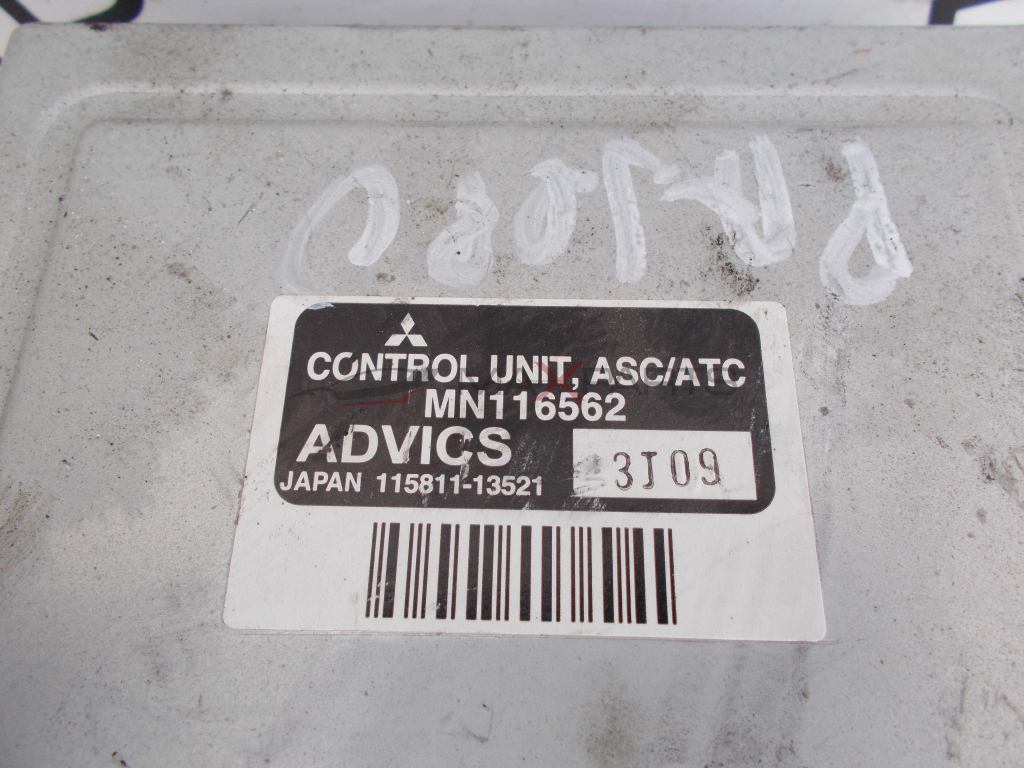 CONTROL UNIT, ASC/ATC
MN116562
ADVICS
3J09
JAPAN 115811-13521